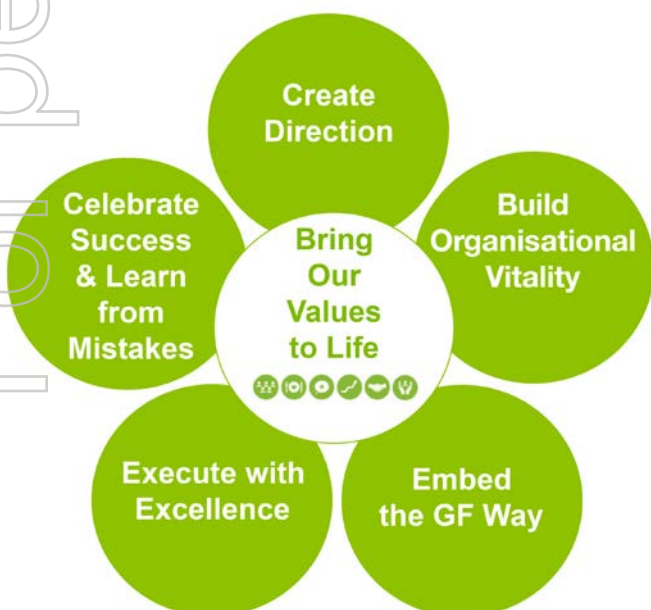 Create
Direction
Build
Organisational
Vitality
Embed
the GF Way
Execute with
Excellence
Celebrate
Success
& Learn
from
Mistakes
Bring
Our
Values
to Life